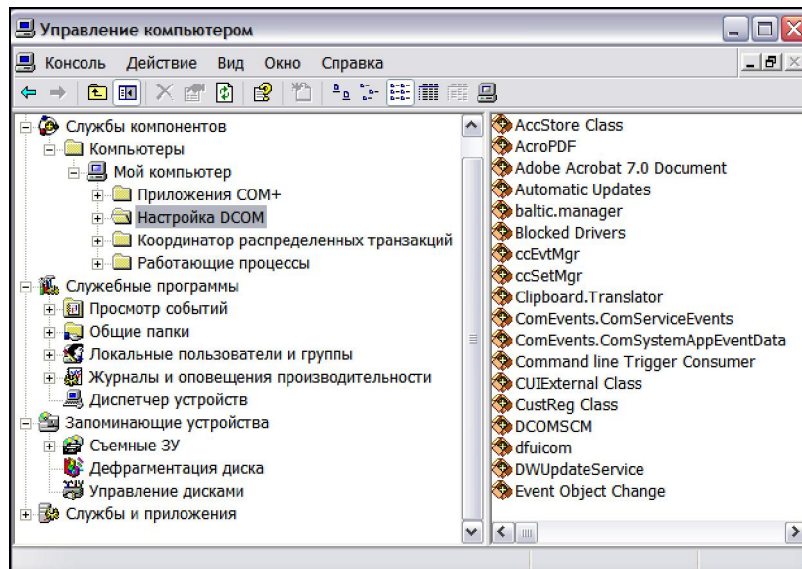 Управление компьютером
Консоль Действие Вид Окно Справка
Службы компонентов
Компьютеры
Мой компьютер
Приложения COM+
Настройка DCOM
Координатор распределенных транзакций
Работающие процессы
Служебные программы
Просмотр событий
Общие папки
Локальные пользователи и группы
Журналы и оповещения производительности
Диспетчер устройств
Запоминающие устройства
Съемные ЗУ
Дефрагментация диска
Управление дисками
Службы и приложения
AccStore Class
AcroPDF
Adobe Acrobat 7.0 Document
Automatic Updates
baltic.manager
Blocked Drivers
ccEvtMgr
ccSetMgr
Clipboard.Translator
ComEvents.ComServiceEvents
ComEvents.ComSystemAppEventData
Command line Trigger Consumer
CUIExternal Class
CustReg Class
DCOMSCM
dfuicom
DWUpdateService
Event Object Change